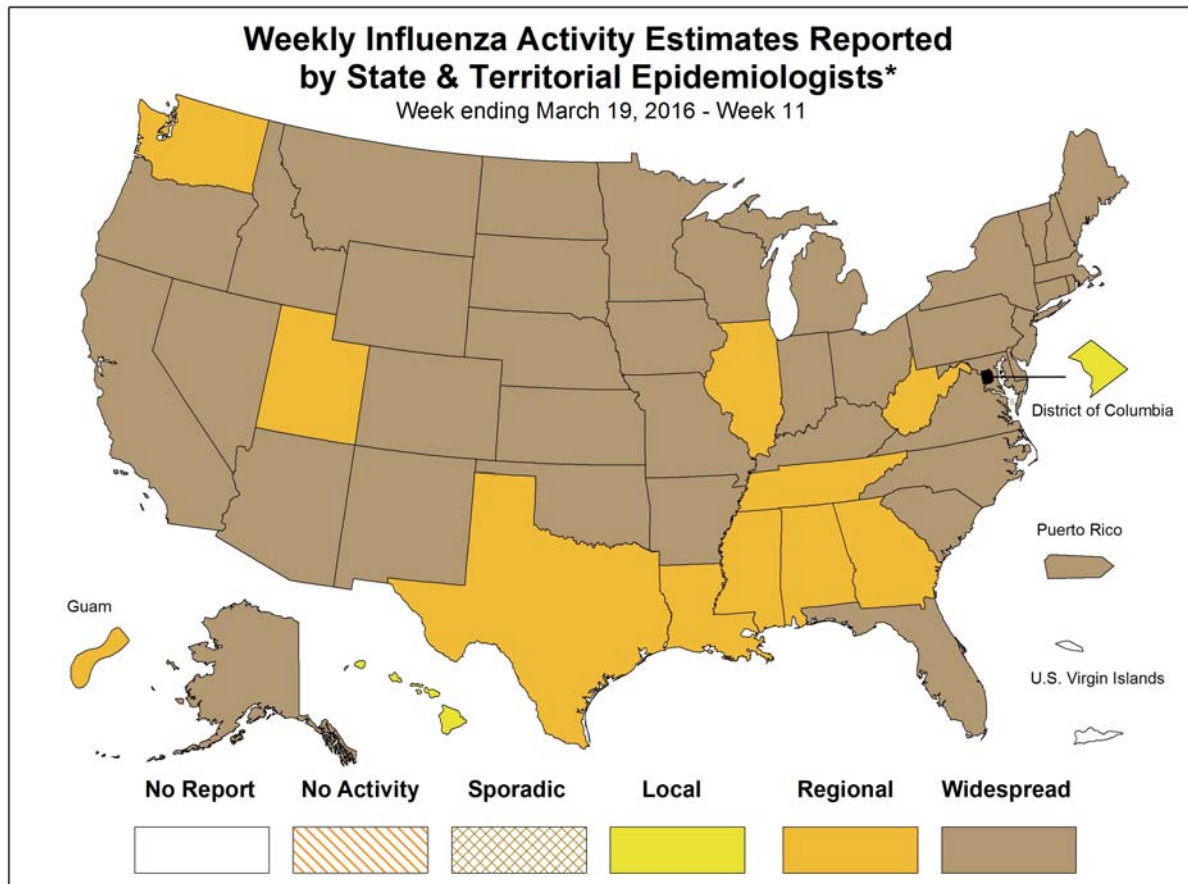 Weekly Influenza Activity Estimates Reported
by State & Territorial Epidemiologists*
Week ending March 19, 2016 - Week 11
District of Columbia
Puerto Rico
Guam
U.S. Virgin Islands
No Report
No Activity
Sporadic
Local
Regional
Widespread